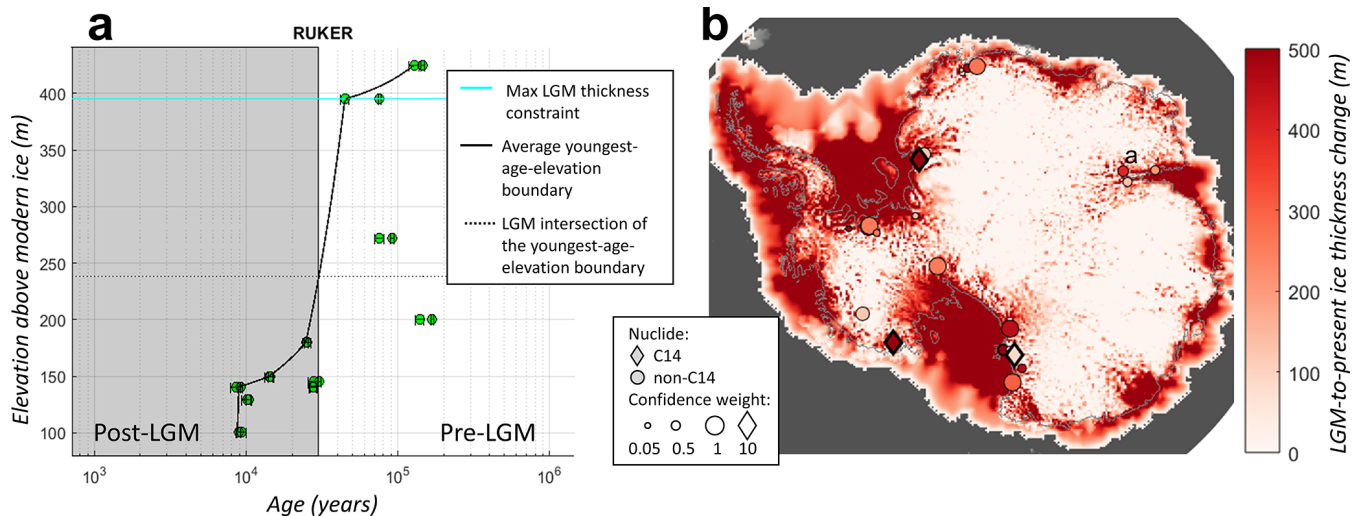 a
RUKER
Elevation above modern ice (m)
400
350
300
250
200
150
100
Post-LGM
Pre-LGM
10³
10⁴
10⁵
10⁶
Age (years)
Max LGM thickness
constraint
Average youngest-
age-elevation
boundary
LGM intersection of
the youngest-age-
elevation boundary
b
a
Nuclide:
C14
non-C14
Confidence weight:
0.05 0.5 1 10
500
400
300
200
100
0
LGM-to-present ice thickness change (m)